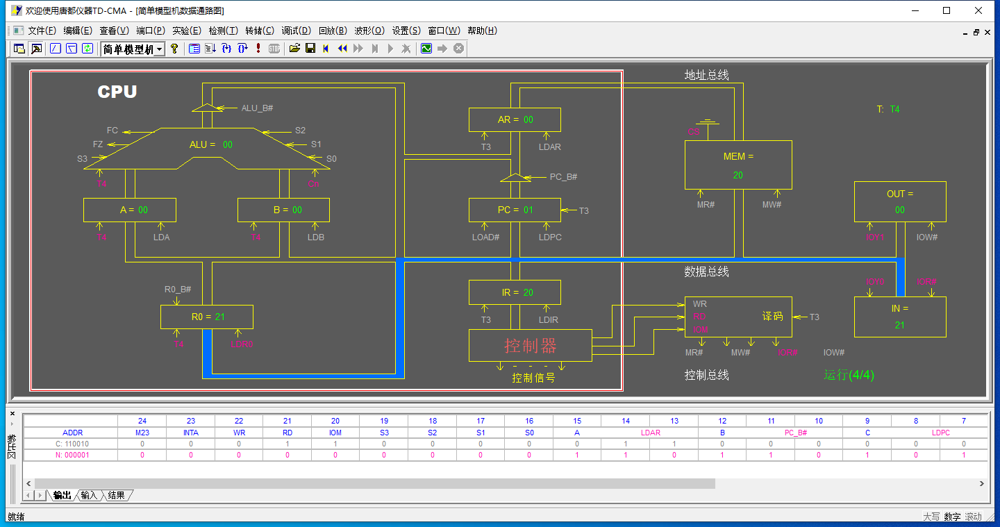 欢迎使用唐都仪器TD-CMA - [简单模型机数据通路图]
文件(F) 编辑(E) 查看(V) 端口(P) 实验(E) 检测(T) 转储(C) 调试(D) 回放(B) 波形(O) 设置(S) 窗口(W) 帮助(H)
简单模型机
STOP
CPU
地址总线
ALU_B#
T: T4
FC
S2
AR = 00
FZ
ALU = 00
S1
T3
LDAR
S3
S0
MEM =
20
T4
Cn
PC_B#
OUT =
00
A = 00
B = 00
PC = 01
T3
MR#
MW#
T4
LDA
T4
LDB
LOAD#
LDPC
IOY1
IOW#
数据总线
R0_B#
IR = 20
IOY0
IOR#
R0 = 21
T3
LDIR
WR
RD
IOM
译码
T3
IN =
21
T4
LDR0
控制器
MR#
MW#
IOR#
IOW#
控制信号
控制总线
运行(4/4)
24 23 22 21 20 19 18 17 16 15 14 13 12 11 10 9 8 7
ADDR M23 INTA WR RD IOM S3 S2 S1 S0 A LDAR B PC_B# C LDPC
C: 110010 0 0 0 1 1 0 0 0 0 0 1 1 0 0 0 0 0 0
N: 000001 0 0 0 0 0 0 0 0 0 1 1 0 1 1 0 1 0 1
输出 输入 结果
就绪
大写 数字 滚动